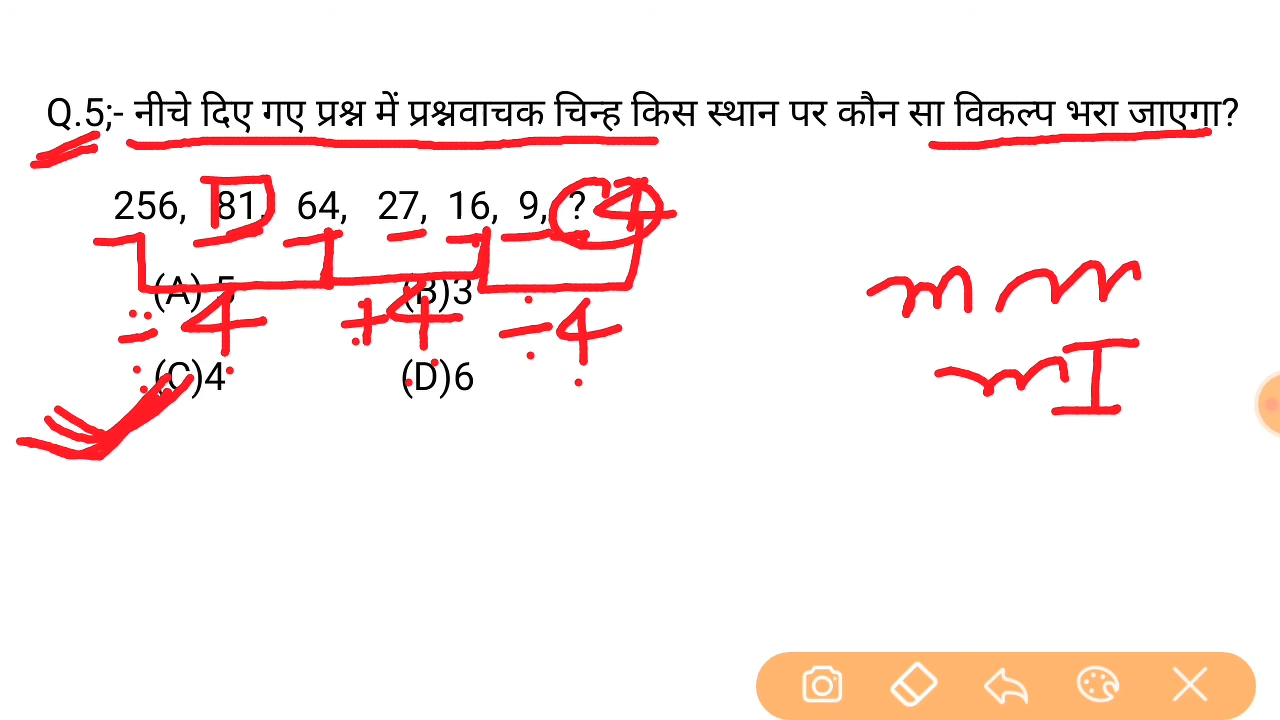 Q.5;- नीचे दिए गए प्रश्न में प्रश्नवाचक चिन्ह किस स्थान पर कौन सा विकल्प भरा जाएगा?
256, 81, 64, 27, 16, 9, ? 4
(A) 5 (B)3
÷ 4 ÷ 4 ÷ 4
(C)4 (D)6